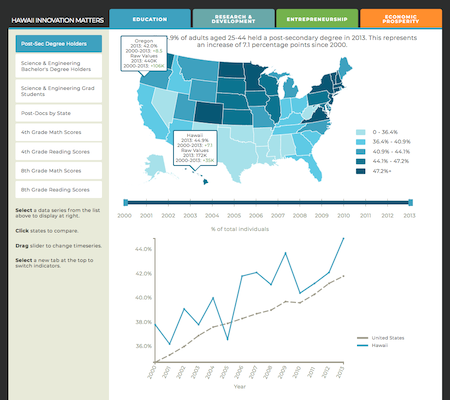 HAWAII INNOVATION MATTERS
EDUCATION
RESEARCH &
DEVELOPMENT
ENTREPRENEURSHIP
ECONOMIC
PROSPERITY
Post-Sec Degree Holders
Science & Engineering
Bachelor's Degree Holders
Science & Engineering Grad
Students
Post-Docs by State
4th Grade Math Scores
4th Grade Reading Scores
8th Grade Math Scores
8th Grade Reading Scores
Select a data series from the list
above to display at right.
Click states to compare.
Drag slider to change timeseries.
Select a new tab at the top to
switch indicators.
.9% of adults aged 25-44 held a post-secondary degree in 2013. This represents
an increase of 7.1 percentage points since 2000.
Oregon
2013: 42.0%
2000-2013:
Raw Values
2013: 440K
2000-2013:
Hawaii
2013: 44.9%
2000-2013: +7.1
Raw Values
2013: 172K
2000-2013:
0 - 36.4%
36.4% - 40.9%
40.9% - 44.1%
44.1% - 47.2%
47.2%+
2000 2001 2002 2003 2004 2005 2006 2007 2008 2009 2010 2011 2012 2013
% of total individuals
44.0%
42.0%
40.0%
38.0%
36.0%
2000 2001 2002 2003 2004 2005 2006 2007 2008 2009 2010 2011 2012 2013
Year
United States
Hawaii